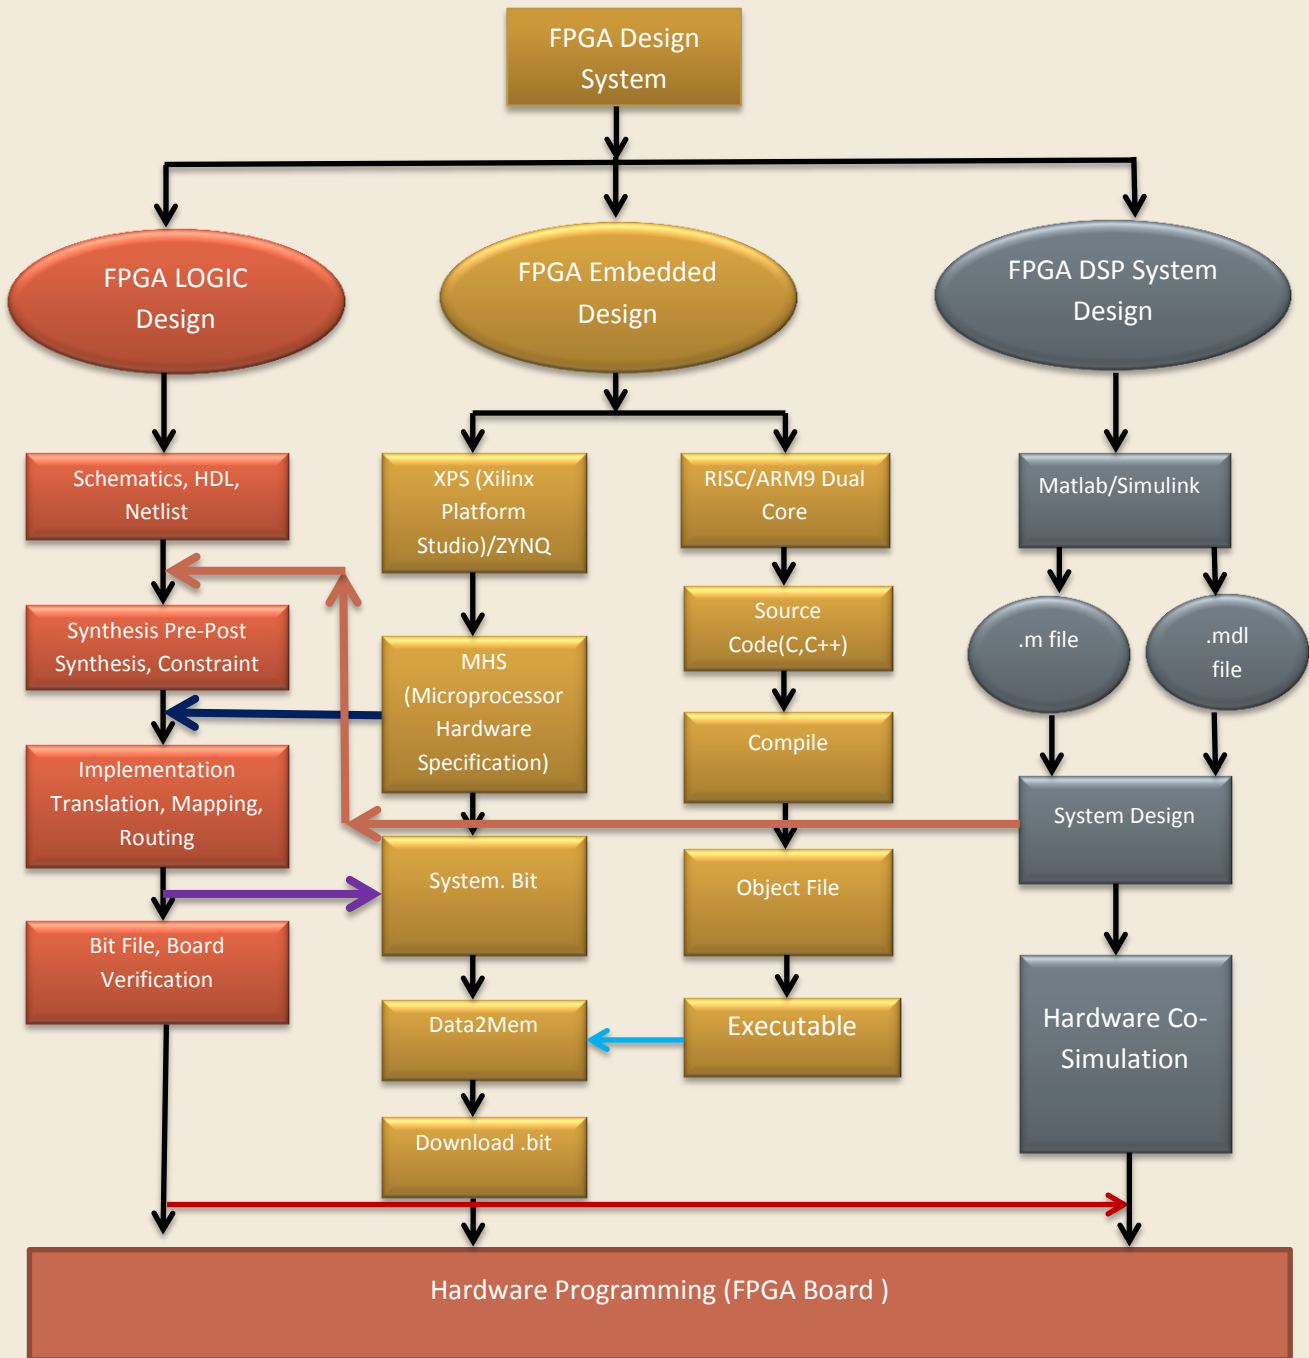 FPGA Design
System
FPGA LOGIC
Design
FPGA Embedded
Design
FPGA DSP System
Design
Schematics, HDL,
Netlist
XPS (Xilinx
Platform
Studio)/ZYNQ
RISC/ARM9 Dual
Core
Matlab/Simulink
Synthesis Pre-Post
Synthesis, Constraint
MHS
(Microprocessor
Hardware
Specification)
Source
Code(C,C++)
.m file
.mdl
file
Implementation
Translation, Mapping,
Routing
Compile
System Design
System. Bit
Object File
Bit File, Board
Verification
Data2Mem
Executable
Hardware Co-
Simulation
Download .bit
Hardware Programming (FPGA Board )